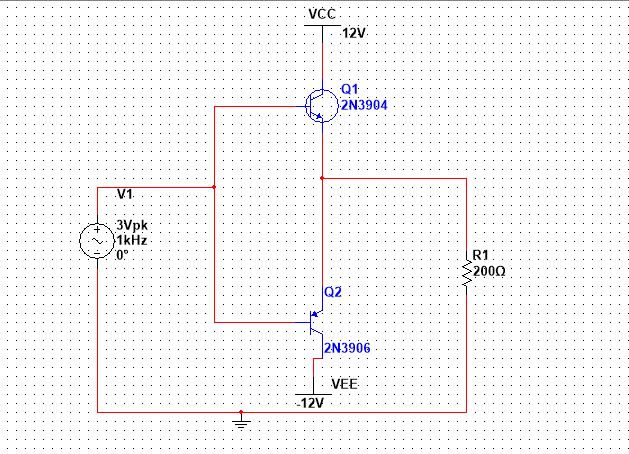 VCC
12V
Q1
2N3904
V1
3Vpk
1kHz
0°
R1
200Ω
Q2
2N3906
VEE
-12V